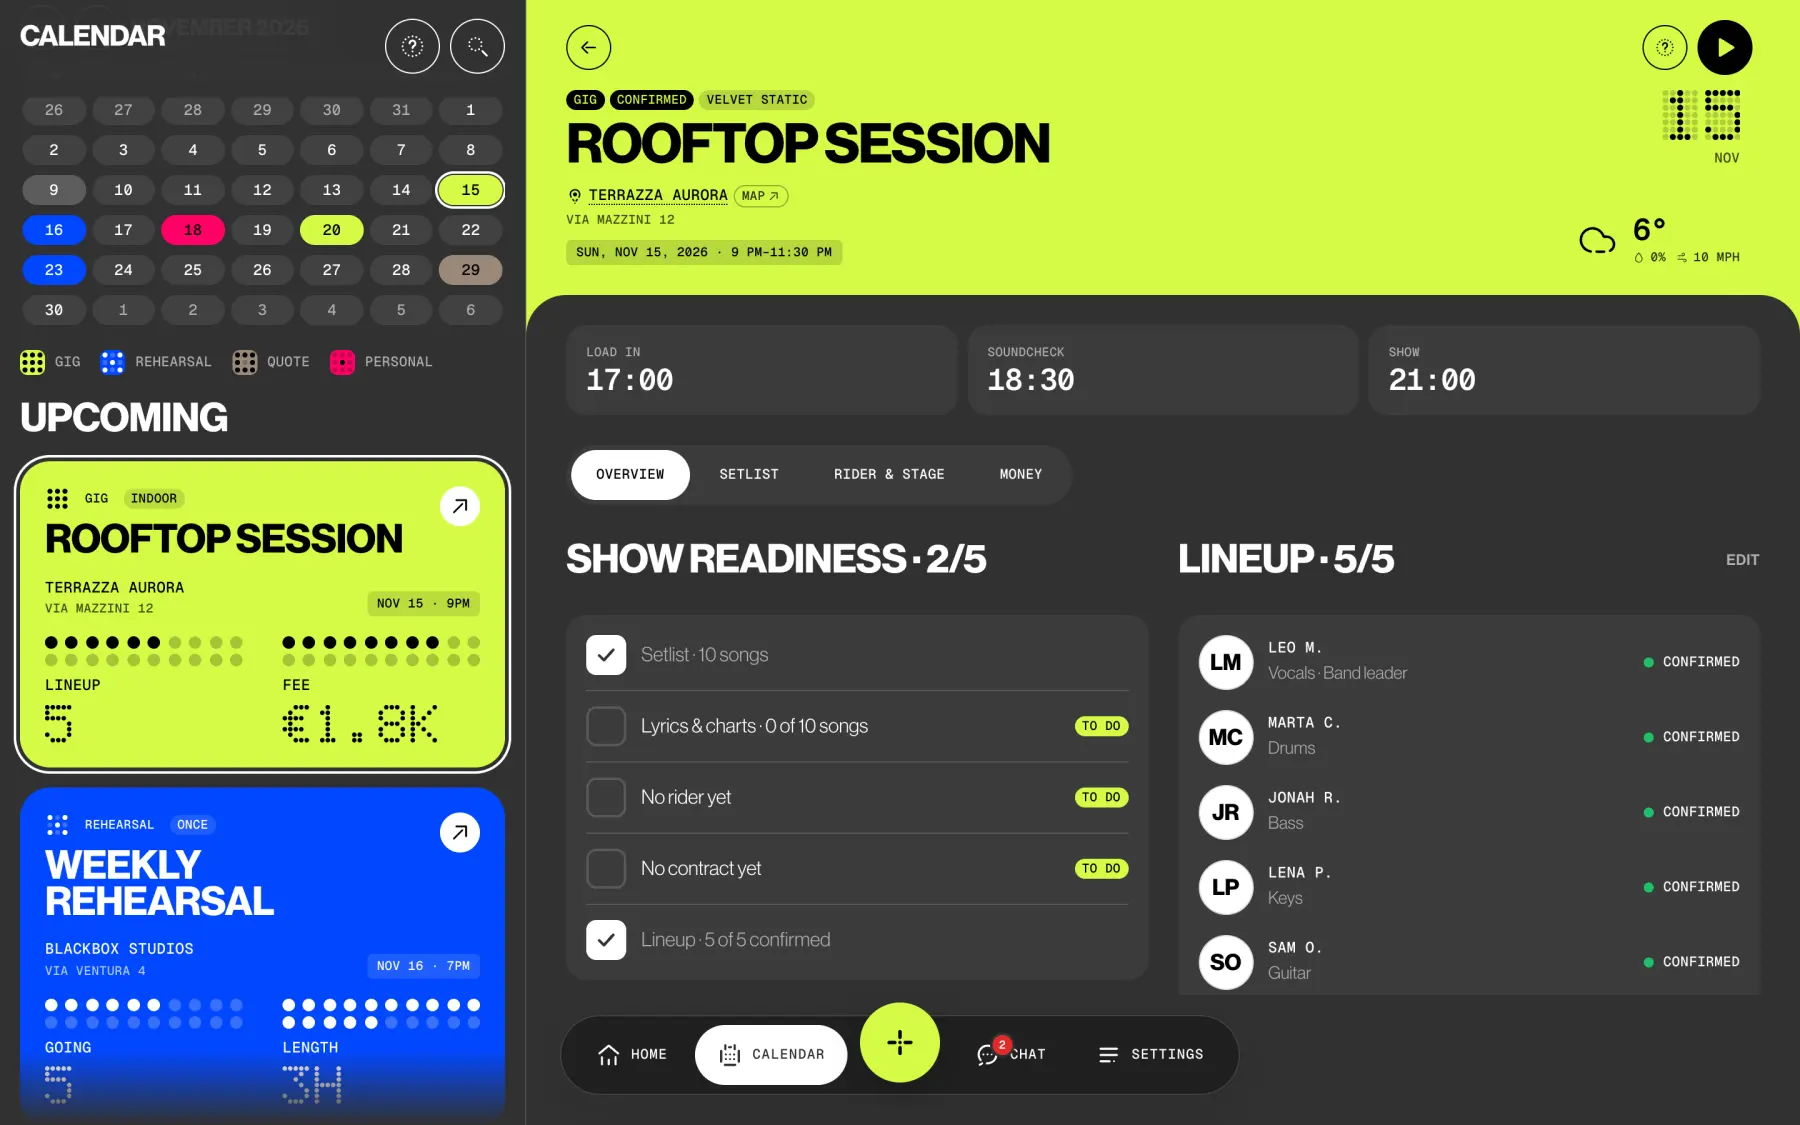 CALENDAR
NOVEMBER 2026
26 27 28 29 30 31 1
2 3 4 5 6 7 8
9 10 11 12 13 14 15
16 17 18 19 20 21 22
23 24 25 26 27 28 29
30 1 2 3 4 5 6
GIG REHEARSAL QUOTE PERSONAL
UPCOMING
GIG INDOOR
ROOFTOP SESSION
TERRAZZA AURORA
VIA MAZZINI 12
NOV 15 · 9PM
LINEUP FEE
5 €1.8K
REHEARSAL ONCE
WEEKLY
REHEARSAL
BLACKBOX STUDIOS
VIA VENTURA 4
NOV 16 · 7PM
GOING LENGTH
5 3H
GIG CONFIRMED VELVET STATIC
ROOFTOP SESSION
TERRAZZA AURORA MAP
VIA MAZZINI 12
SUN, NOV 15, 2026 · 9 PM–11:30 PM
15
NOV
6°
0% 10 MPH
LOAD IN
17:00
SOUNDCHECK
18:30
SHOW
21:00
OVERVIEW SETLIST RIDER & STAGE MONEY
SHOW READINESS · 2/5
Setlist · 10 songs
Lyrics & charts · 0 of 10 songs TO DO
No rider yet TO DO
No contract yet TO DO
Lineup · 5 of 5 confirmed
LINEUP · 5/5 EDIT
LM LEO M. CONFIRMED
Vocals · Band leader
MC MARTA C. CONFIRMED
Drums
JR JONAH R. CONFIRMED
Bass
LP LENA P. CONFIRMED
Keys
SO SAM O. CONFIRMED
Guitar
HOME CALENDAR 2 CHAT SETTINGS